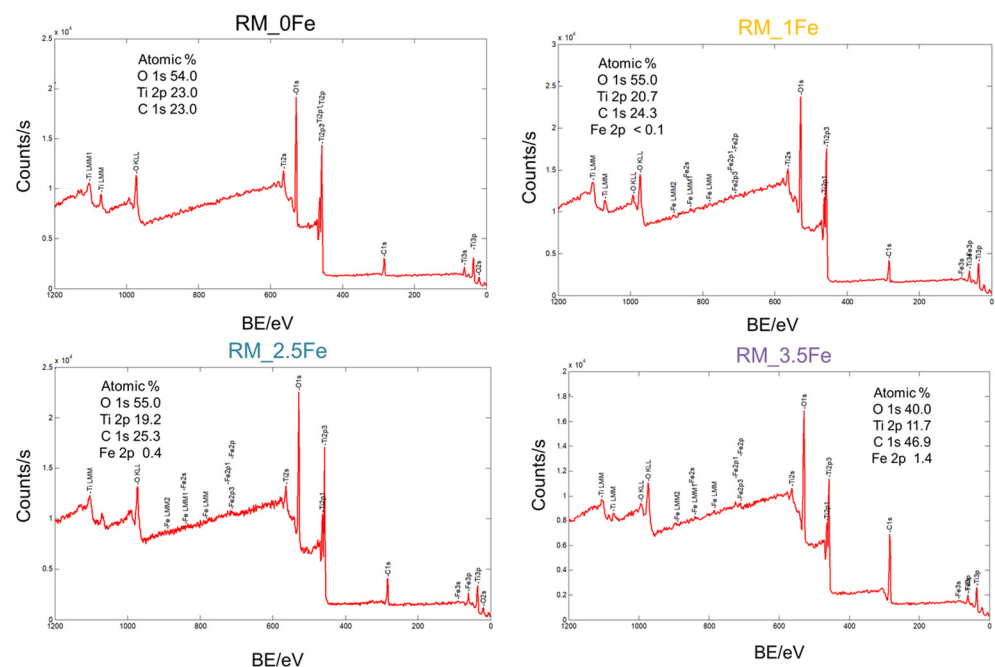 RM_0Fe
2.5 x 10⁴
Atomic %
O 1s 54.0
Ti 2p 23.0
C 1s 23.0
Counts/s
2
1.5
1
0.5
0
-Ti LMM1
-Ti LMM
-O KLL
-Ti2s
-O1s
-Ti2p3
-Ti2p1
-Ti2p
-C1s
-Ti3s
-Ti3p
-O2s
1200 1000 800 600 400 200 0
BE/eV
RM_1Fe
3 x 10⁴
Atomic %
O 1s 55.0
Ti 2p 20.7
C 1s 24.3
Fe 2p < 0.1
Counts/s
2.5
2
1.5
1
0.5
0
-Ti LMM
-Ti LMM
-O KLL
-O KLL
-Fe LMM2
-Fe LMM1
-Fe2s
-Fe LMM
-Fe2p3
-Fe2p1
-Fe2p
-Ti2s
-O1s
-Ti2p1
-Ti2p3
-C1s
-Fe3s
-Ti3s
-Fe3p
-Ti3p
1200 1000 800 600 400 200 0
BE/eV
RM_2.5Fe
2.5 x 10⁴
Atomic %
O 1s 55.0
Ti 2p 19.2
C 1s 25.3
Fe 2p 0.4
Counts/s
2
1.5
1
0.5
0
-Ti LMM
-O KLL
-Fe LMM2
-Fe LMM1
-Fe2s
-Fe LMM
-Fe2p3
-Fe2p1
-Fe2p
-Ti2s
-O1s
-Ti2p1
-Ti2p3
-C1s
-Fe3s
-Fe3p
-Ti3p
-O2s
1200 1000 800 600 400 200 0
BE/eV
RM_3.5Fe
2 x 10⁴
Atomic %
O 1s 40.0
Ti 2p 11.7
C 1s 46.9
Fe 2p 1.4
Counts/s
1.8
1.6
1.4
1.2
1
0.8
0.6
0.4
0.2
0
-Ti LMM
-Ti LMM
-O KLL
-O KLL
-Fe LMM2
-Fe LMM1
-Fe2s
-Fe LMM
-Fe2p3
-Fe2p1
-Fe2p
-Ti2s
-O1s
-Ti2p1
-Ti2p3
-C1s
-Fe3s
-Ti3p
1200 1000 800 600 400 200 0
BE/eV